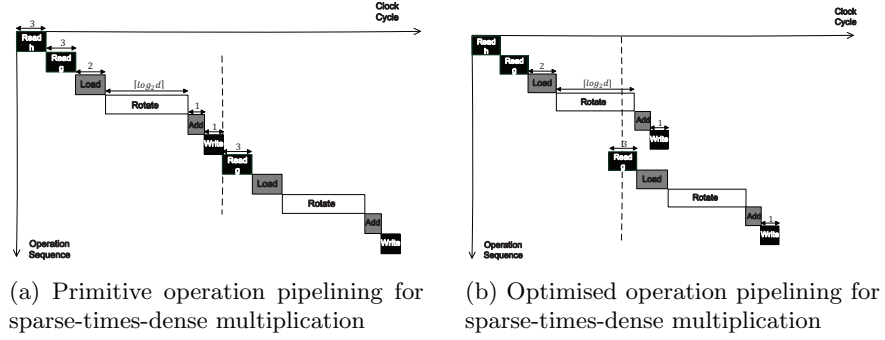 Clock
Cycle
3
Read
h
3
Read
g
2
Load
⌈log₂d⌉
Rotate
1
Add
1
Write
3
Read
g
Load
Rotate
Add
Write
Operation
Sequence
(a) Primitive operation pipelining for
sparse-times-dense multiplication
Clock
Cycle
Read
h
Read
g
2
Load
⌈log₂d⌉
Rotate
Add
1
Write
3
Read
g
Load
Rotate
Add
1
Write
Operation
Sequence
(b) Optimised operation pipelining for
sparse-times-dense multiplication